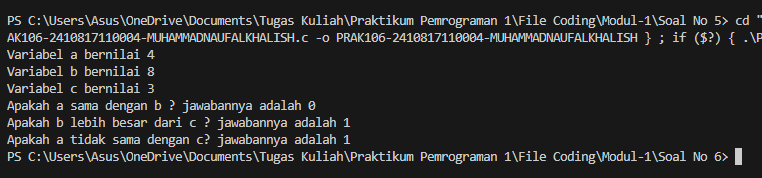 PS C:\Users\Asus\OneDrive\Documents\Tugas Kuliah\Praktikum Pemrograman 1\File Coding\Modul-1\Soal No 5> cd "
AK106-2410817110004-MUHAMMADNAUFALKHALISH.c -o PRAK106-2410817110004-MUHAMMADNAUFALKHALISH } ; if ($?) { .\P
Variabel a bernilai 4
Variabel b bernilai 8
Variabel c bernilai 3
Apakah a sama dengan b ? jawabannya adalah 0
Apakah b lebih besar dari c ? jawabannya adalah 1
Apakah a tidak sama dengan c? jawabannya adalah 1
PS C:\Users\Asus\OneDrive\Documents\Tugas Kuliah\Praktikum Pemrograman 1\File Coding\Modul-1\Soal No 6>